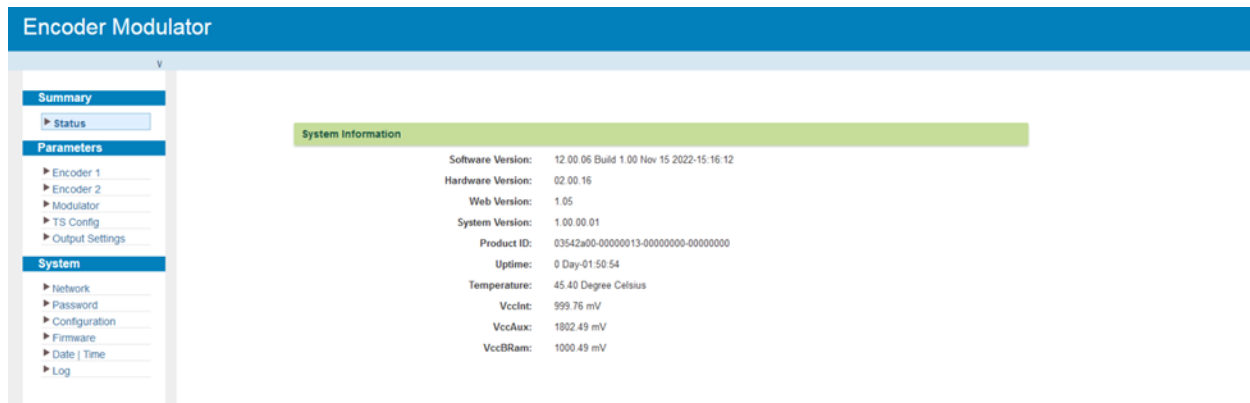 Encoder Modulator
v
Summary
Status
Parameters
Encoder 1
Encoder 2
Modulator
TS Config
Output Settings
System
Network
Password
Configuration
Firmware
Date | Time
Log
System Information
Software Version: 12.00.06 Build 1.00 Nov 15 2022-15:16:12
Hardware Version: 02.00.16
Web Version: 1.05
System Version: 1.00.00.01
Product ID: 03542a00-00000013-00000000-00000000
Uptime: 0 Day-01:50:54
Temperature: 45.40 Degree Celsius
VccInt: 999.76 mV
VccAux: 1802.49 mV
VccBRam: 1000.49 mV